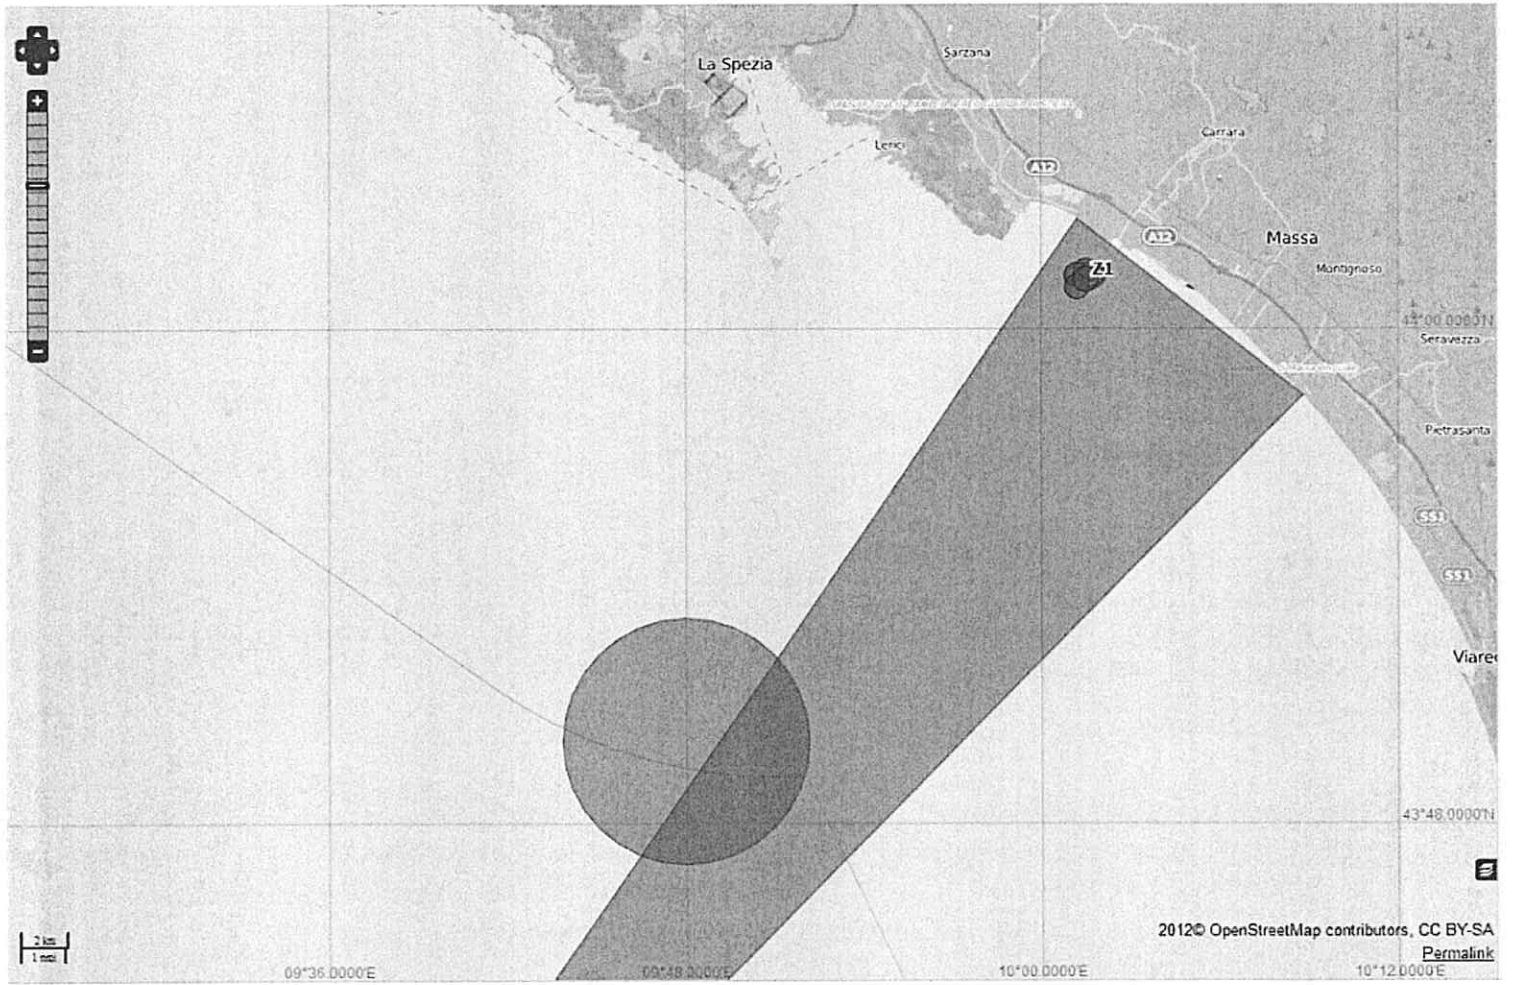 La Spezia
Sarzana
Lerici
Carrara
A12
A12
Massa
Z1
Montignoso
44°00.0000'N
Seravezza
Pietrasanta
SS1
SS1
Viare
43°48.0000'N
2012© OpenStreetMap contributors, CC BY-SA
Permalink
2 km
1 nmi
09°36.0000'E
09°48.0000'E
10°00.0000'E
10°12.0000'E